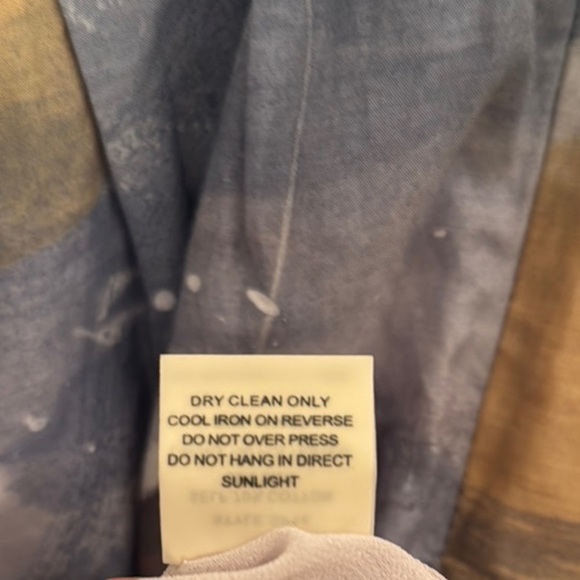 DRY CLEAN ONLY
COOL IRON ON REVERSE
DO NOT OVER PRESS
DO NOT HANG IN DIRECT
SUNLIGHT